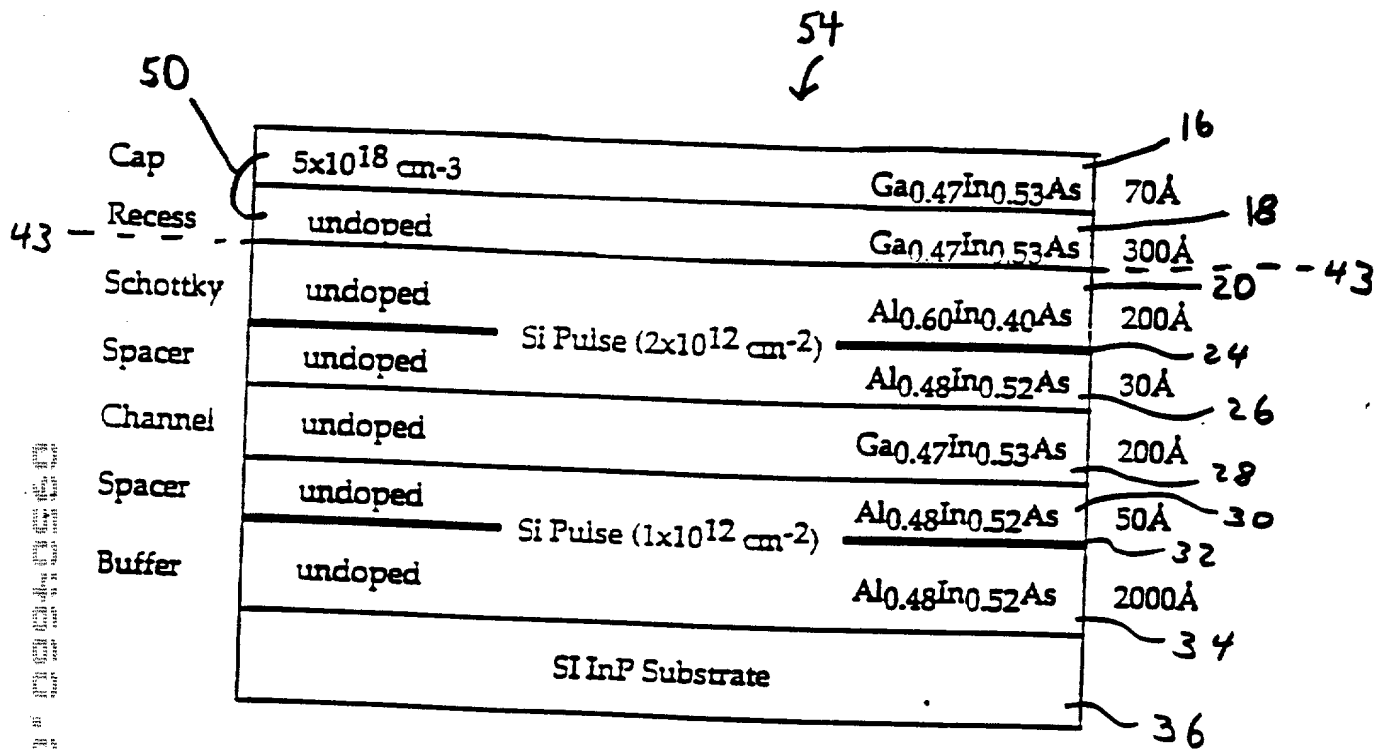 54
50
16
Cap 5x10^18 cm-3 Ga0.47In0.53As 70Å
18
Recess undoped Ga0.47In0.53As 300Å
43 43
20
Schottky undoped Al0.60In0.40As 200Å
Si Pulse (2x10^12 cm-2) 24
Spacer undoped Al0.48In0.52As 30Å
26
Channel undoped Ga0.47In0.53As 200Å
28
Spacer undoped Al0.48In0.52As 50Å 30
Si Pulse (1x10^12 cm-2) 32
Buffer undoped Al0.48In0.52As 2000Å
34
SI InP Substrate
36